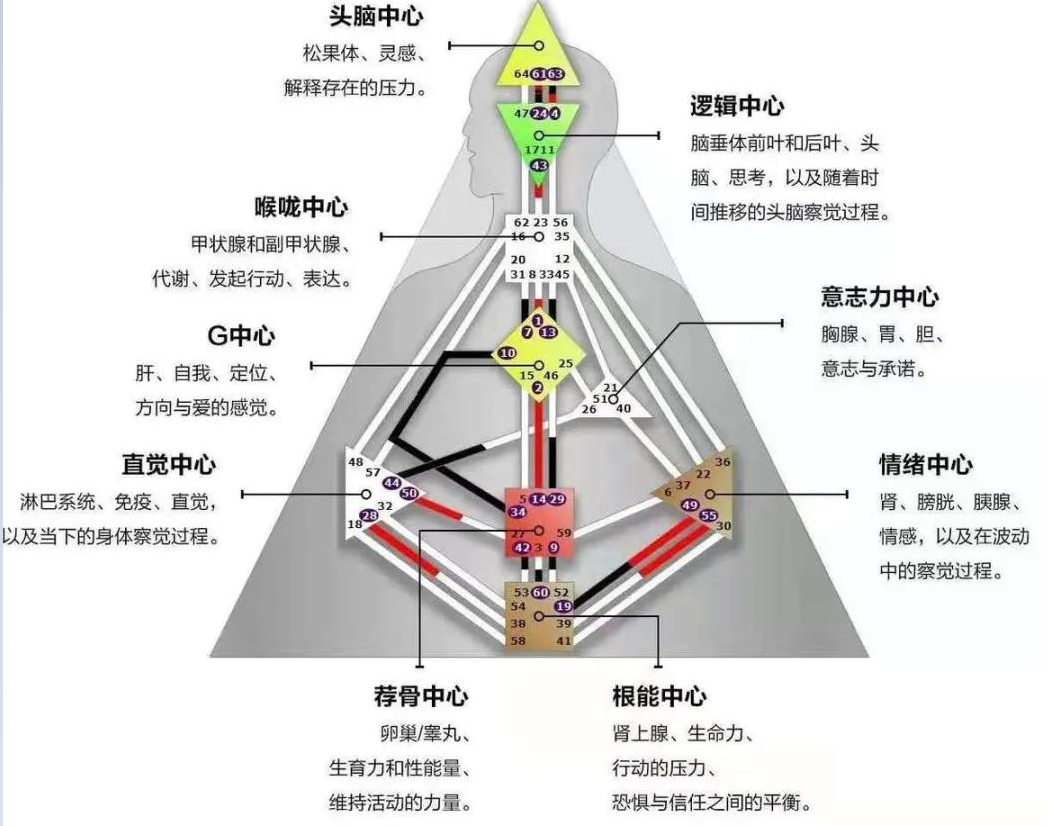 头脑中心
松果体、灵感、
解释存在的压力。
64 61 63
逻辑中心
脑垂体前叶和后叶、头
脑、思考，以及随着时
间推移的头脑察觉过程。
47 24 4
17 11
43
喉咙中心
甲状腺和副甲状腺、
代谢、发起行动、表达。
62 23 56
16 35
20 12
31 8 33 45
G中心
肝、自我、定位、
方向与爱的感觉。
1
7 13
10
25
15 46
2
意志力中心
胸腺、胃、胆、
意志与承诺。
21
51
26 40
直觉中心
淋巴系统、免疫、直觉，
以及当下的身体察觉过程。
48
57
44
50
32
28
18
情绪中心
肾、膀胱、胰腺、
情感，以及在波动
中的察觉过程。
36
22
37
6
49
55
30
5 14 29
34
27 59
42 3 9
53 60 52
54 19
38 39
58 41
荐骨中心
卵巢/睾丸、
生育力和性能量、
维持活动的力量。
根能中心
肾上腺、生命力、
行动的压力、
恐惧与信任之间的平衡。